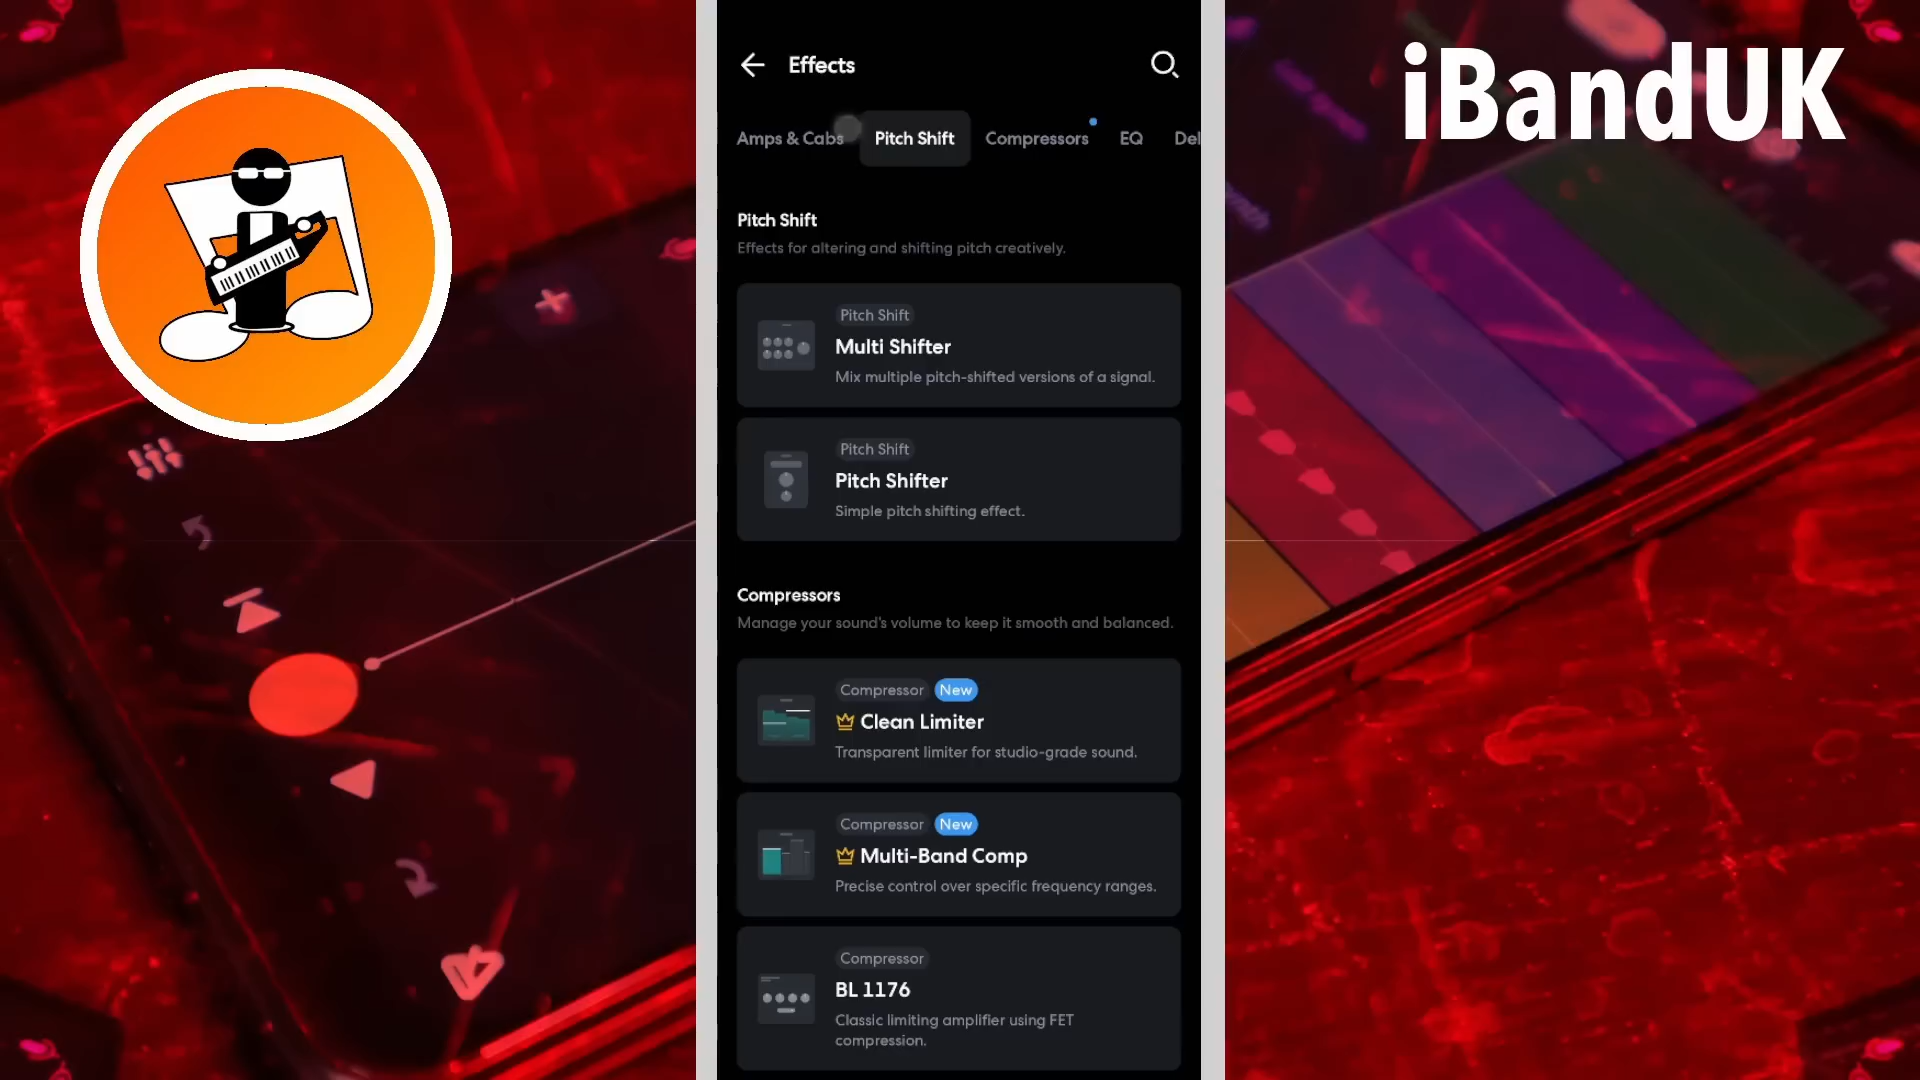 iBandUK
Effects
Amps & Cabs
Pitch Shift
Compressors
EQ
Del
Pitch Shift
Effects for altering and shifting pitch creatively.
Pitch Shift
Multi Shifter
Mix multiple pitch-shifted versions of a signal.
Pitch Shift
Pitch Shifter
Simple pitch shifting effect.
Compressors
Manage your sound's volume to keep it smooth and balanced.
Compressor New
Clean Limiter
Transparent limiter for studio-grade sound.
Compressor New
Multi-Band Comp
Precise control over specific frequency ranges.
Compressor
BL 1176
Classic limiting amplifier using FET
compression.